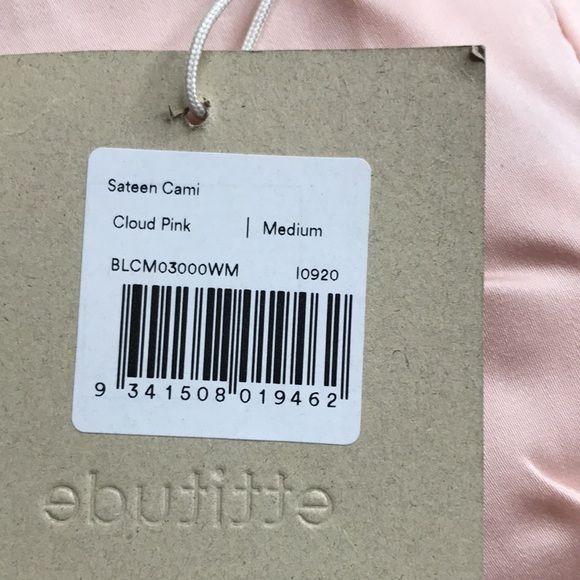 Sateen Cami
Cloud Pink | Medium
BLCM03000WM I0920
9 341508 019462
ettitude